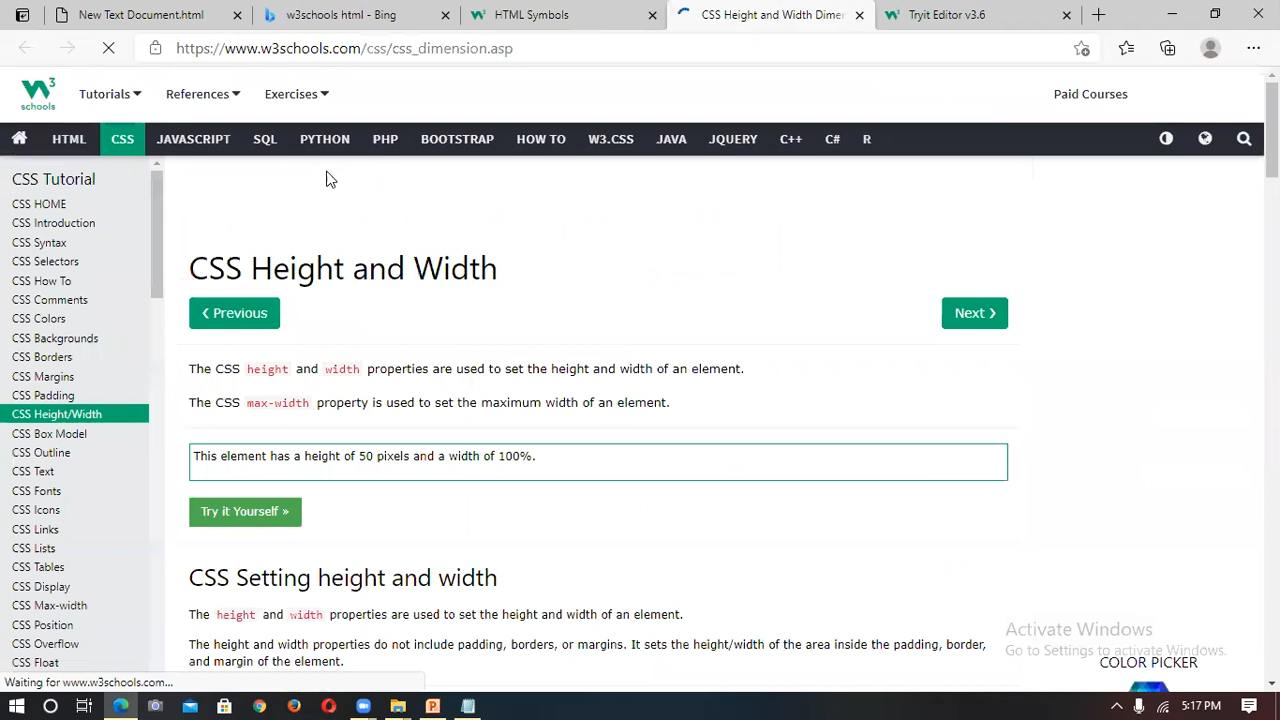 New Text Document.html
w3schools html - Bing
HTML Symbols
CSS Height and Width Dimen
Tryit Editor v3.6
https://www.w3schools.com/css/css_dimension.asp
W3
schools
Tutorials
References
Exercises
Paid Courses
HTML
CSS
JAVASCRIPT
SQL
PYTHON
PHP
BOOTSTRAP
HOW TO
W3.CSS
JAVA
JQUERY
C++
C#
R
CSS Tutorial
CSS HOME
CSS Introduction
CSS Syntax
CSS Selectors
CSS How To
CSS Comments
CSS Colors
CSS Backgrounds
CSS Borders
CSS Margins
CSS Padding
CSS Height/Width
CSS Box Model
CSS Outline
CSS Text
CSS Fonts
CSS Icons
CSS Links
CSS Lists
CSS Tables
CSS Display
CSS Max-width
CSS Position
CSS Overflow
CSS Float
CSS Height and Width
❮ Previous
Next ❯
The CSS height and width properties are used to set the height and width of an element.
The CSS max-width property is used to set the maximum width of an element.
This element has a height of 50 pixels and a width of 100%.
Try it Yourself »
CSS Setting height and width
The height and width properties are used to set the height and width of an element.
The height and width properties do not include padding, borders, or margins. It sets the height/width of the area inside the padding, border,
and margin of the element.
Activate Windows
Go to Settings to activate Windows.
COLOR PICKER
Waiting for www.w3schools.com...
5:17 PM